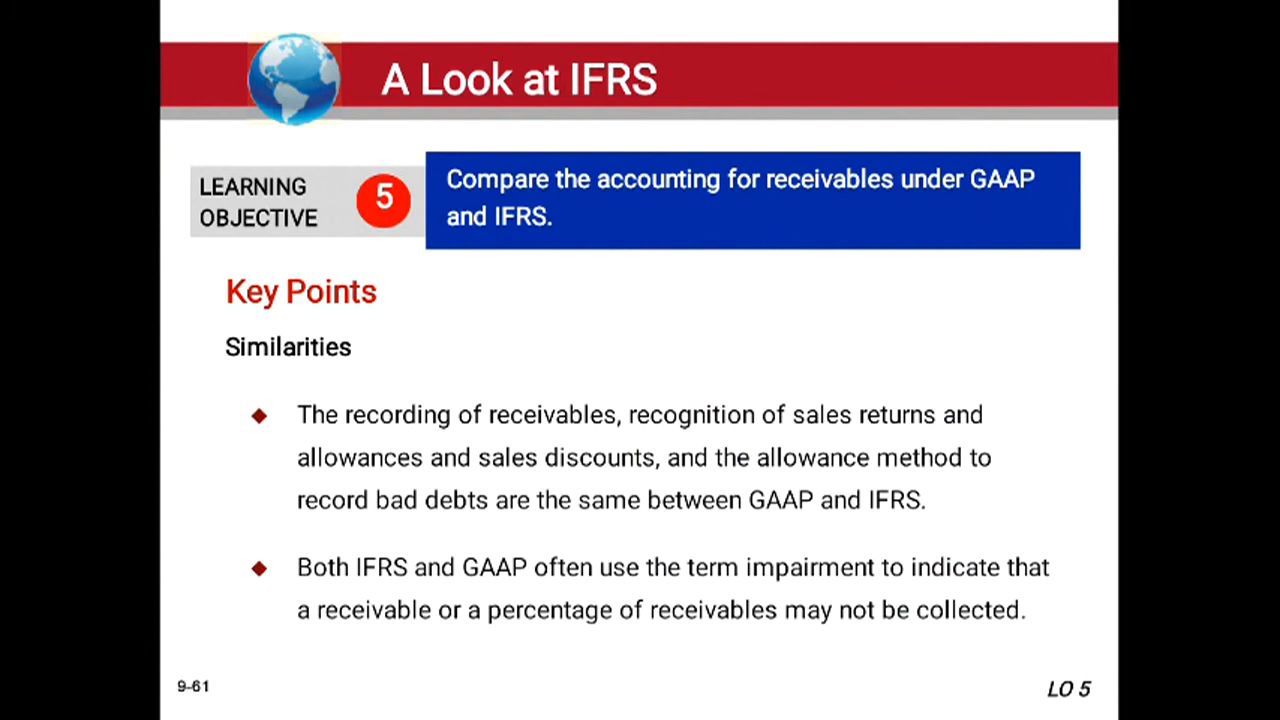 A Look at IFRS
LEARNING
OBJECTIVE
5
Compare the accounting for receivables under GAAP
and IFRS.
Key Points
Similarities
The recording of receivables, recognition of sales returns and
allowances and sales discounts, and the allowance method to
record bad debts are the same between GAAP and IFRS.
Both IFRS and GAAP often use the term impairment to indicate that
a receivable or a percentage of receivables may not be collected.
9-61
LO 5